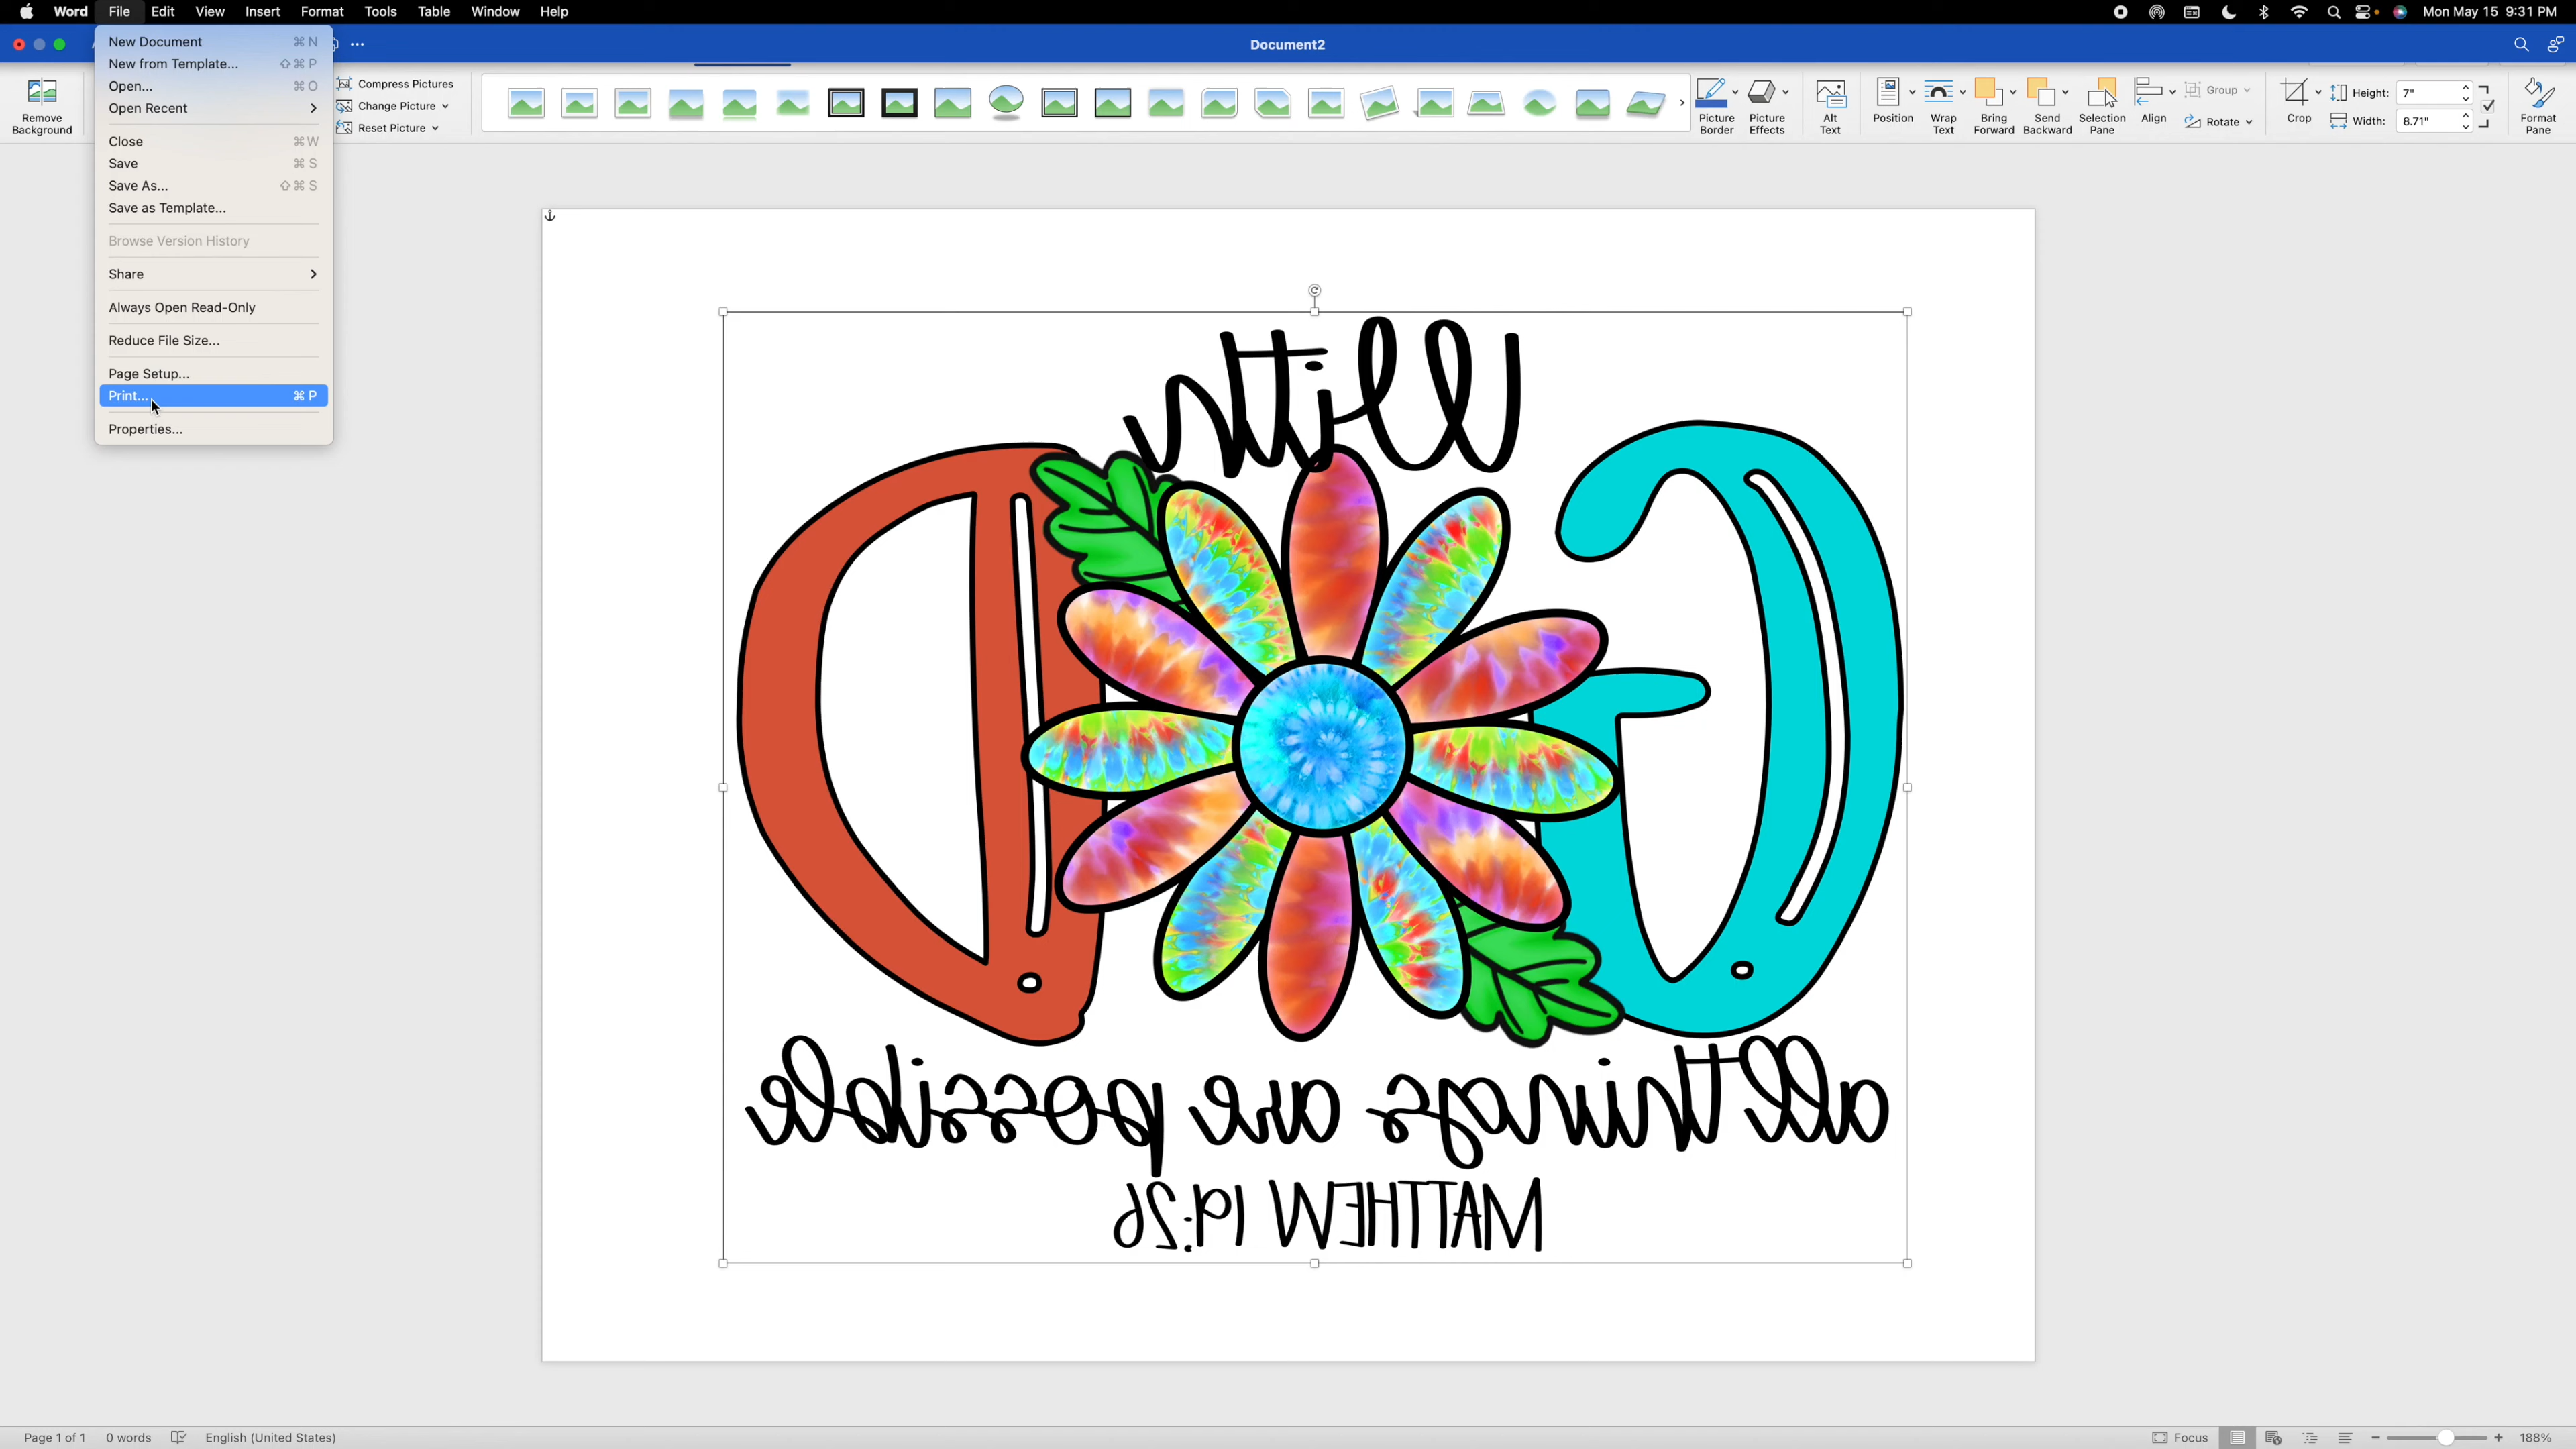 Word File Edit View Insert Format Tools Table Window Help Mon May 15 9:31 PM
Document2
New Document ⌘ N
New from Template... ⇧ ⌘ P
Open... ⌘ O
Open Recent
Close ⌘ W
Save ⌘ S
Save As... ⇧ ⌘ S
Save as Template...
Browse Version History
Share
Always Open Read-Only
Reduce File Size...
Page Setup...
Print... ⌘ P
Properties...
Remove Background
Compress Pictures
Change Picture
Reset Picture
Picture Border
Picture Effects
Alt Text
Position
Wrap Text
Bring Forward
Send Backward
Selection Pane
Align
Group
Rotate
Crop
Height: 7"
Width: 8.71"
Format Pane
still
G D
all things are possible
MATTHEW 19:26
Page 1 of 1 0 words English (United States) Focus 188%